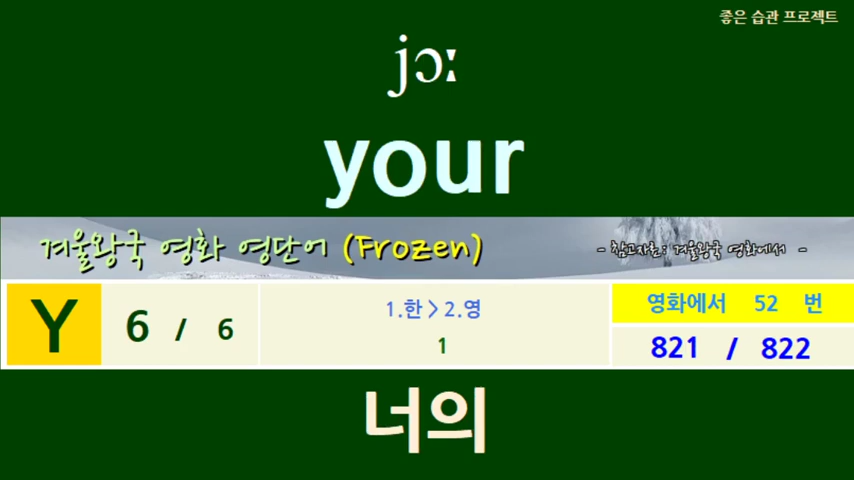 좋은 습관 프로젝트
jɔː
your
겨울왕국 영화 영단어 (Frozen)
- 참고자료: 겨울왕국 영화에서 -
Y 6 / 6
1.한 > 2.영
1
영화에서 52 번
821 / 822
너의